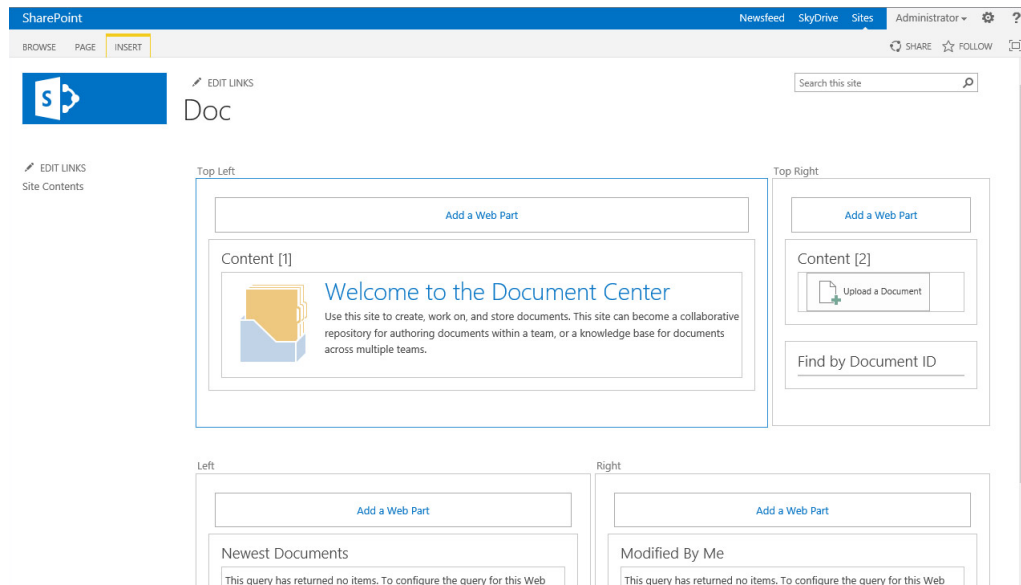 SharePoint
Newsfeed SkyDrive Sites Administrator ?
BROWSE PAGE INSERT
SHARE FOLLOW
S
EDIT LINKS
Search this site
Doc
EDIT LINKS
Site Contents
Top Left
Top Right
Add a Web Part
Add a Web Part
Content [1]
Content [2]
Welcome to the Document Center
Upload a Document
Use this site to create, work on, and store documents. This site can become a collaborative
repository for authoring documents within a team, or a knowledge base for documents
across multiple teams.
Find by Document ID
Left
Right
Add a Web Part
Add a Web Part
Newest Documents
Modified By Me
This query has returned no items. To configure the query for this Web
This query has returned no items. To configure the query for this Web